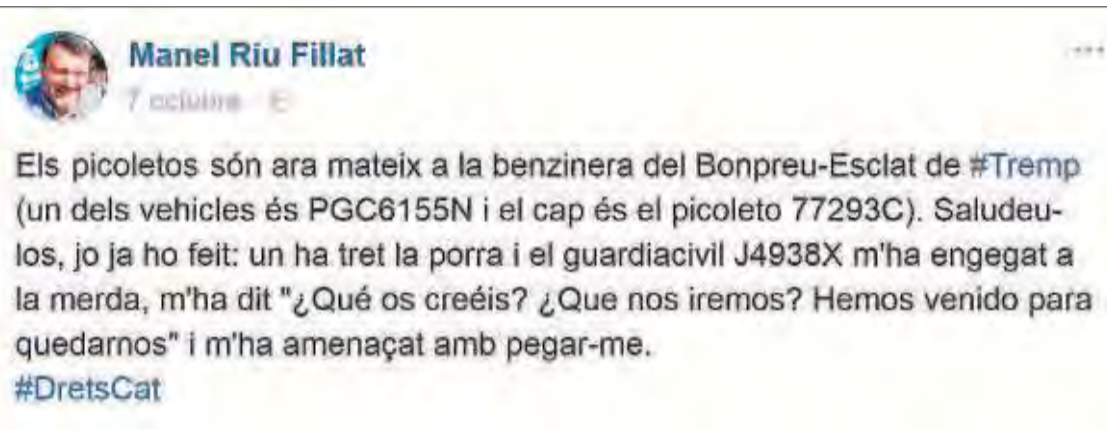 Manel Riu Fillat
7 octubre
Els picoletos són ara mateix a la benzinera del Bonpreu-Esclat de #Tremp
(un dels vehicles és PGC6155N i el cap és el picoleto 77293C). Saludeu-
los, jo ja ho feit: un ha tret la porra i el guardiacivil J4938X m'ha engegat a
la merda, m'ha dit "¿Qué os creéis? ¿Que nos iremos? Hemos venido para
quedarnos" i m'ha amenaçat amb pegar-me.
#DretsCat